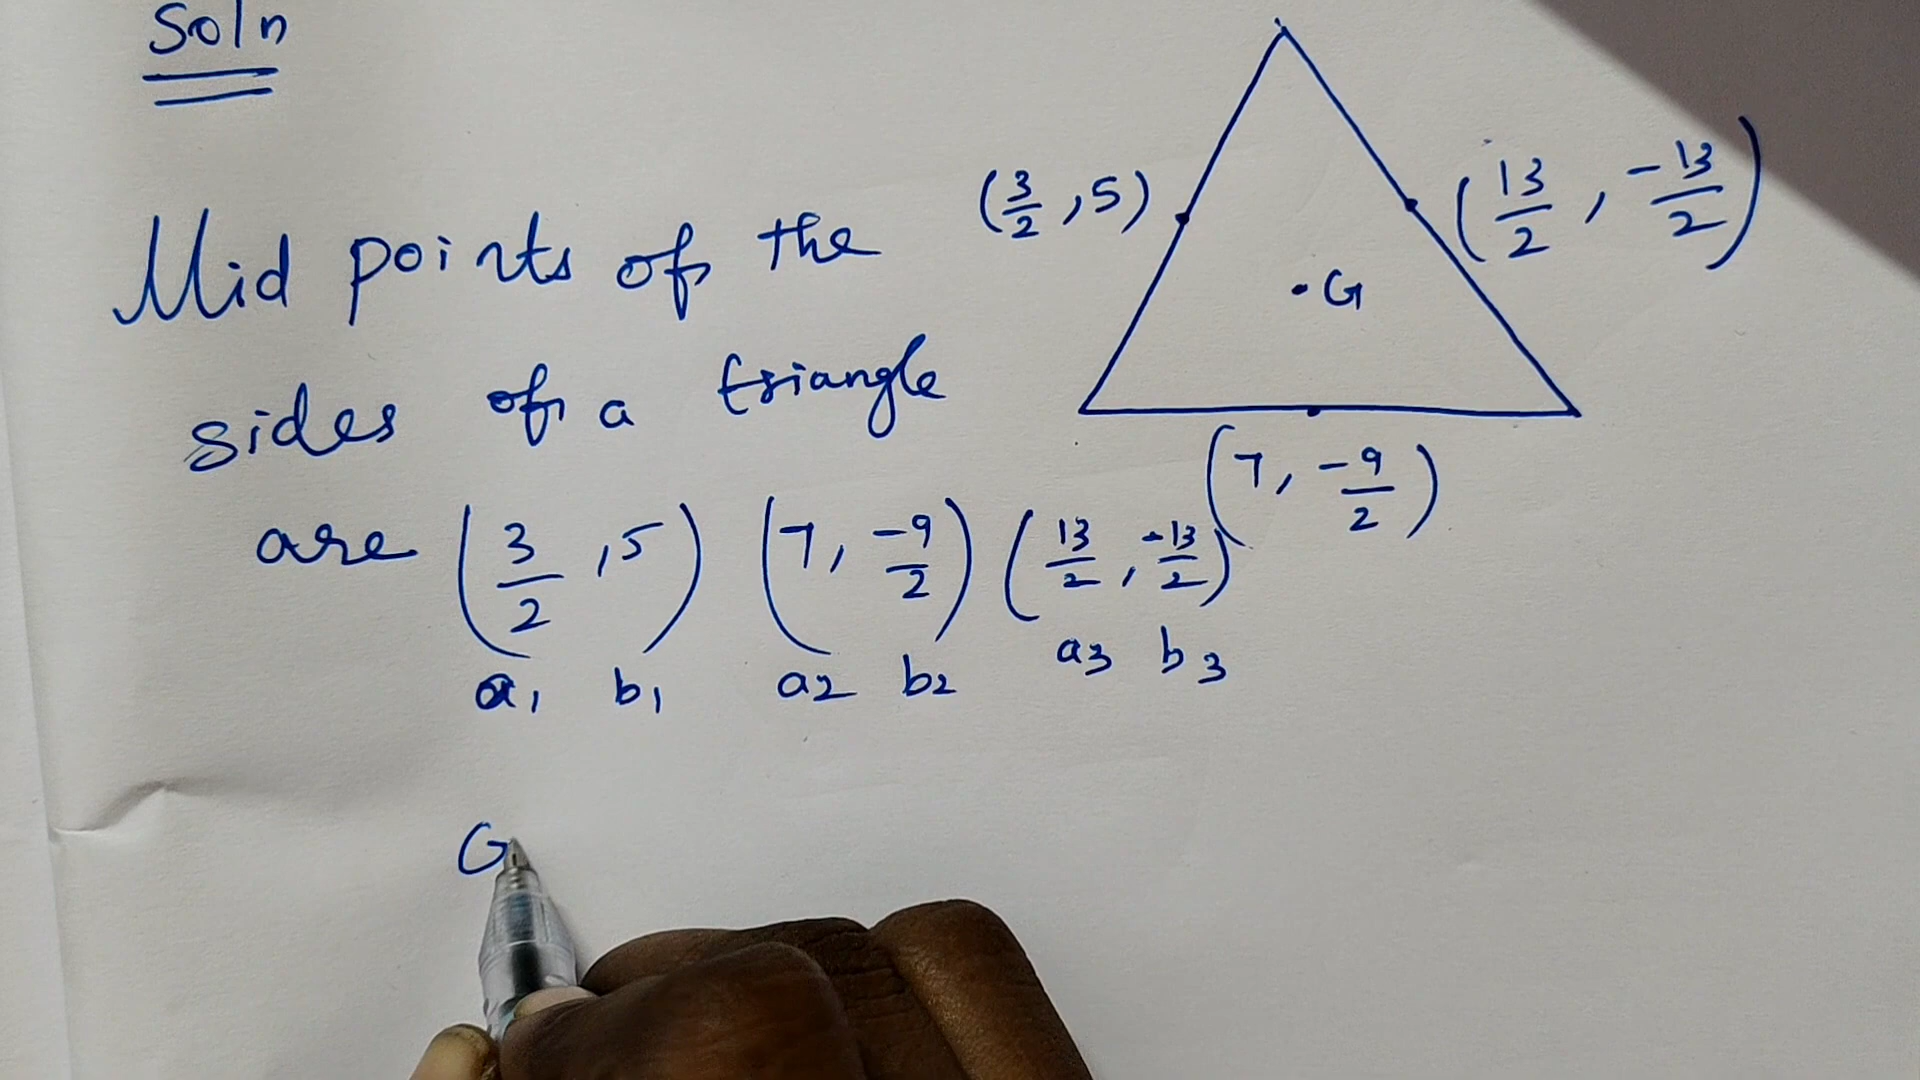 Soln
Mid points of the
sides of a triangle
are (3/2, 5) (7, -9/2) (13/2, -13/2)
a1 b1 a2 b2 a3 b3
(3/2, 5)
(13/2, -13/2)
.G
(7, -9/2)
G